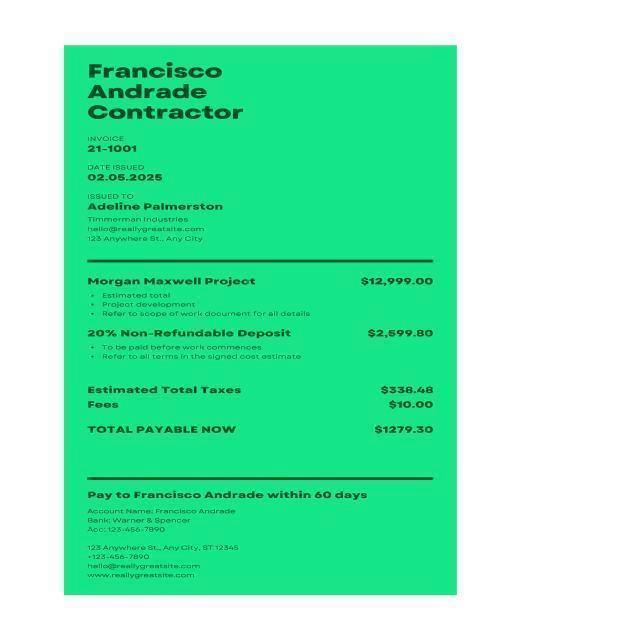 Francisco
Andrade
Contractor
INVOICE
21-1001
DATE ISSUED
02.05.2025
ISSUED TO
Adeline Palmerston
Timmerman Industries
hello@reallygreatsite.com
123 Anywhere St., Any City
Morgan Maxwell Project $12,999.00
• Estimated total
• Project development
• Refer to scope of work document for all details
20% Non-Refundable Deposit $2,599.80
• To be paid before work commences
• Refer to all terms in the signed cost estimate
Estimated Total Taxes $338.48
Fees $10.00
TOTAL PAYABLE NOW $1279.30
Pay to Francisco Andrade within 60 days
Account Name: Francisco Andrade
Bank: Warner & Spencer
Acc: 123-456-7890
123 Anywhere St., Any City, ST 12345
+123-456-7890
hello@reallygreatsite.com
www.reallygreatsite.com